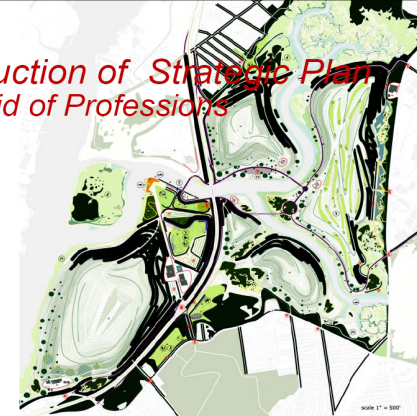 uction of Strategic Plan
id of Professions
scale 1" = 500'